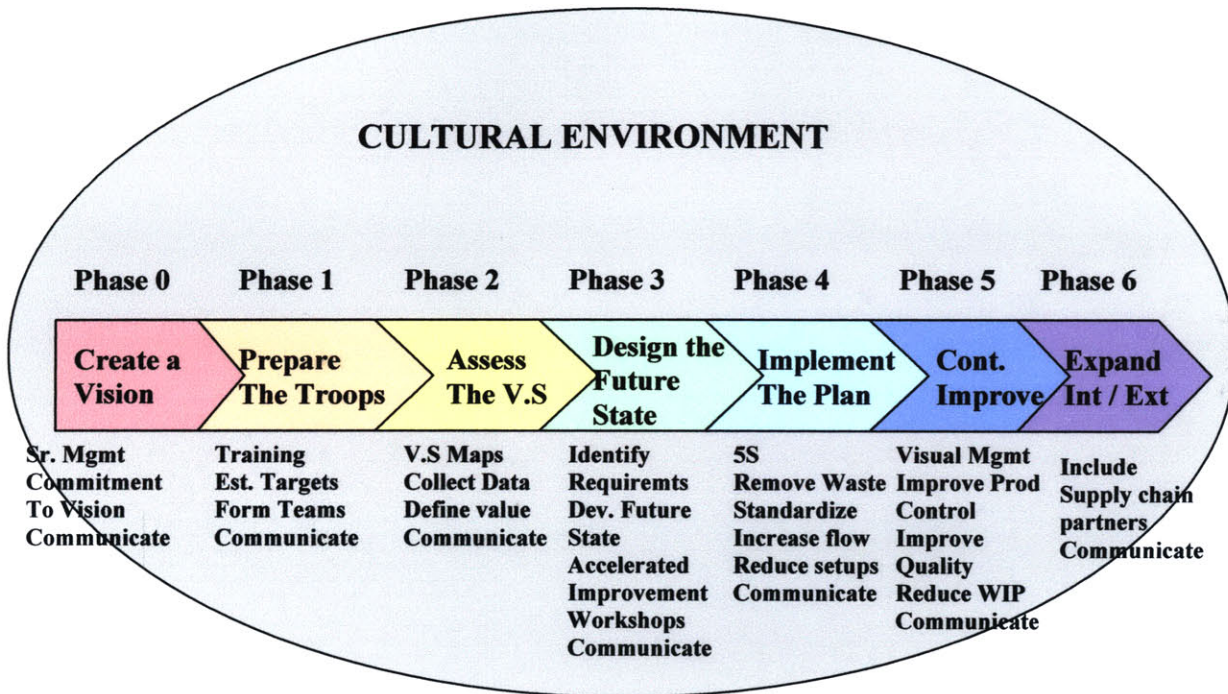 CULTURAL ENVIRONMENT
Phase 0
Phase 1
Phase 2
Phase 3
Phase 4
Phase 5
Phase 6
Create a
Vision
Prepare
The Troops
Assess
The V.S
Design the
Future
State
Implement
The Plan
Cont.
Improve
Expand
Int / Ext
Sr. Mgmt
Commitment
To Vision
Communicate
Training
Est. Targets
Form Teams
Communicate
V.S Maps
Collect Data
Define value
Communicate
Identify
Requiremts
Dev. Future
State
Accelerated
Improvement
Workshops
Communicate
5S
Remove Waste
Standardize
Increase flow
Reduce setups
Communicate
Visual Mgmt
Improve Prod
Control
Improve
Quality
Reduce WIP
Communicate
Include
Supply chain
partners
Communicate